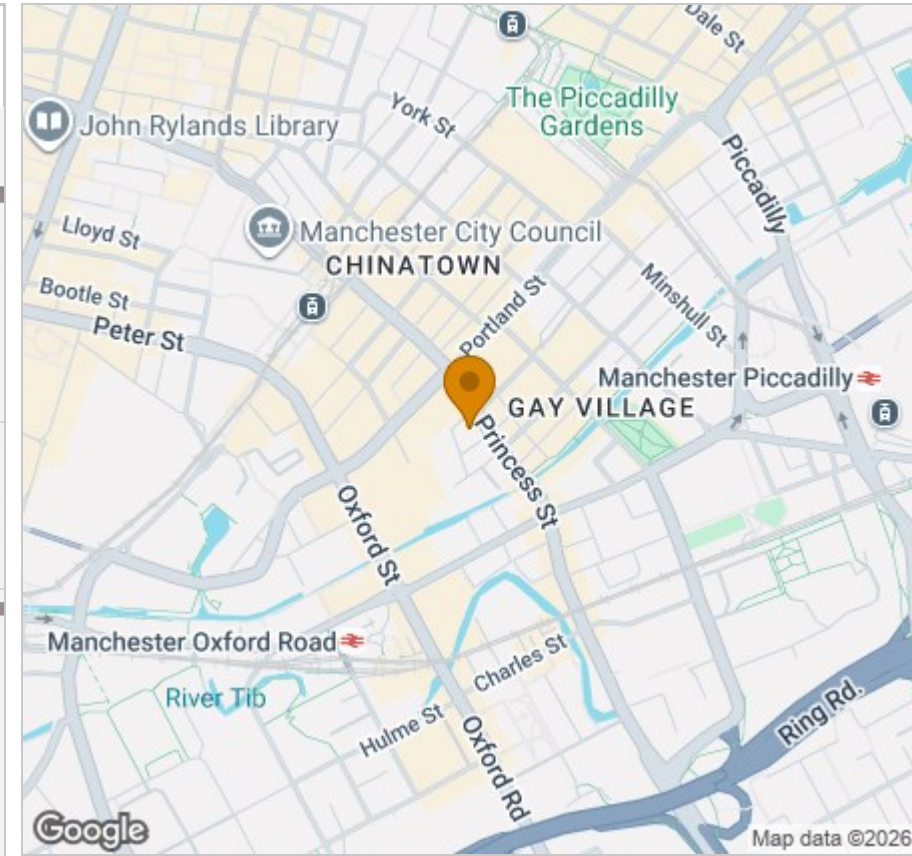 Dale St
The Piccadilly
Gardens
York St
John Rylands Library
Piccadilly
Lloyd St
Manchester City Council
CHINATOWN
Minshull St
Bootle St
Peter St
Portland St
Manchester Piccadilly
GAY VILLAGE
Princess St
Oxford St
Manchester Oxford Road
Charles St
River Tib
Hulme St
Ring Rd.
Oxford Rd
Google
Map data ©2026